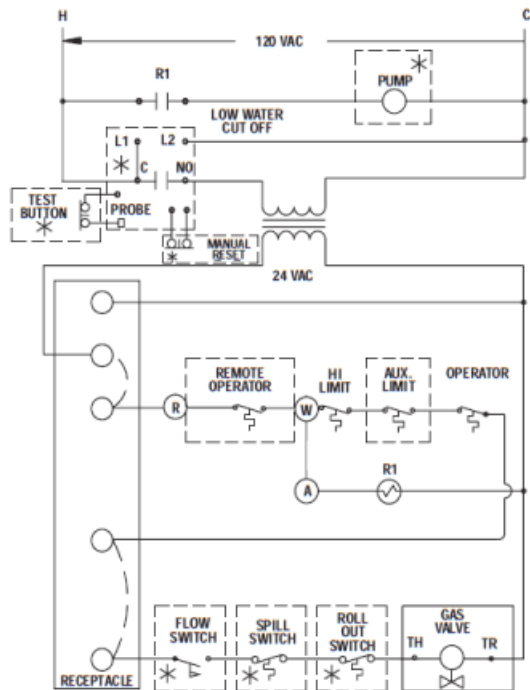 H C
120 VAC
R1
PUMP
LOW WATER
CUT OFF
L1 L2
C NO
TEST
BUTTON
PROBE
MANUAL
RESET
24 VAC
REMOTE
OPERATOR
HI
LIMIT
AUX.
LIMIT
OPERATOR
R
W
A
R1
FLOW
SWITCH
SPILL
SWITCH
ROLL
OUT
SWITCH
GAS
VALVE
TH TR
RECEPTACLE